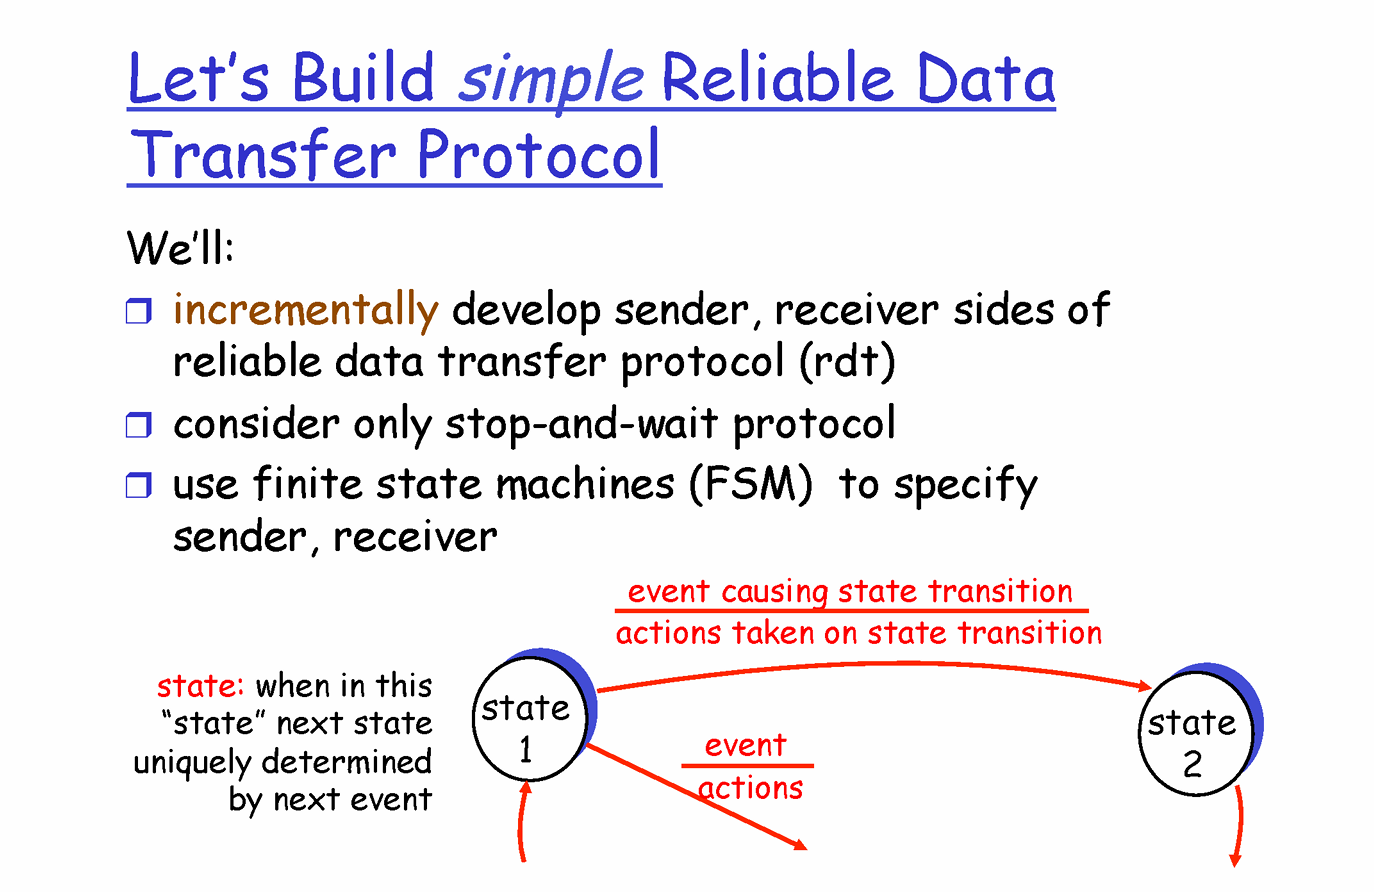 Let's Build simple Reliable Data
Transfer Protocol
We'll:
incrementally develop sender, receiver sides of
reliable data transfer protocol (rdt)
consider only stop-and-wait protocol
use finite state machines (FSM)  to specify
sender, receiver
event causing state transition
actions taken on state transition
state: when in this
“state” next state
uniquely determined
by next event
state
1
event
actions
state
2